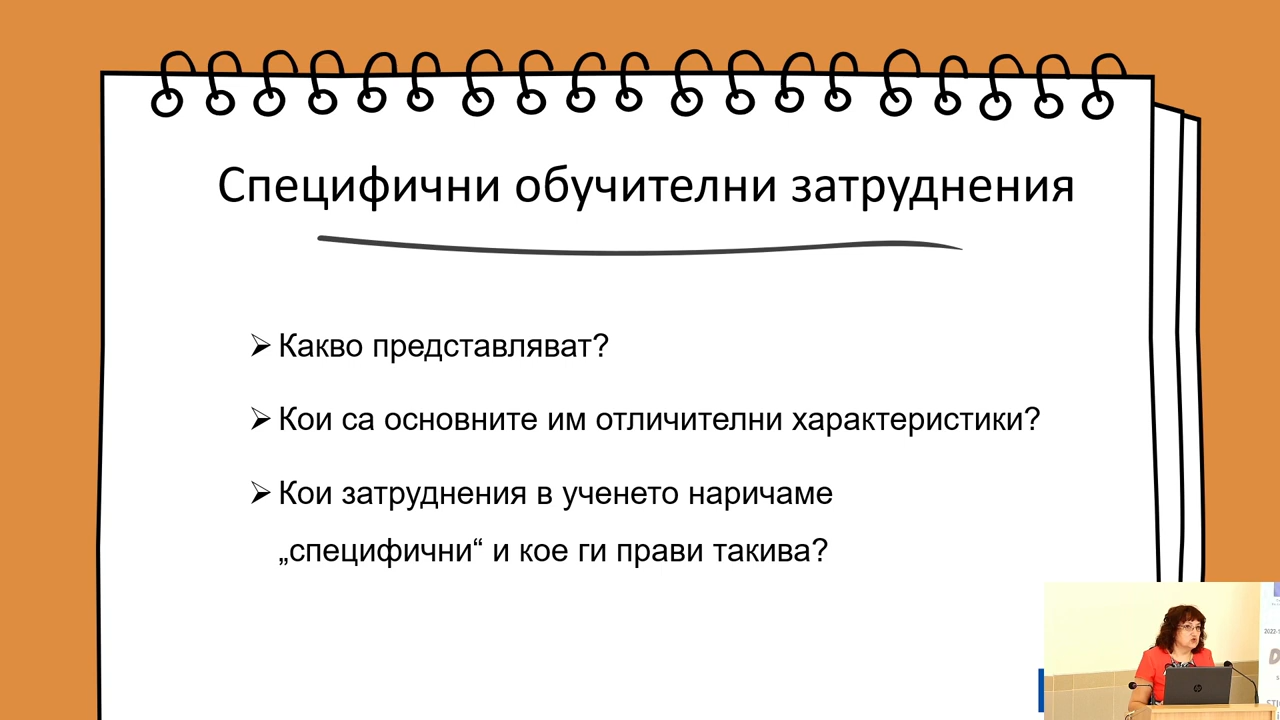 Специфични обучителни затруднения
Какво представляват?
Кои са основните им отличителни характеристики?
Кои затруднения в ученето наричаме
„специфични“ и кое ги прави такива?
hp